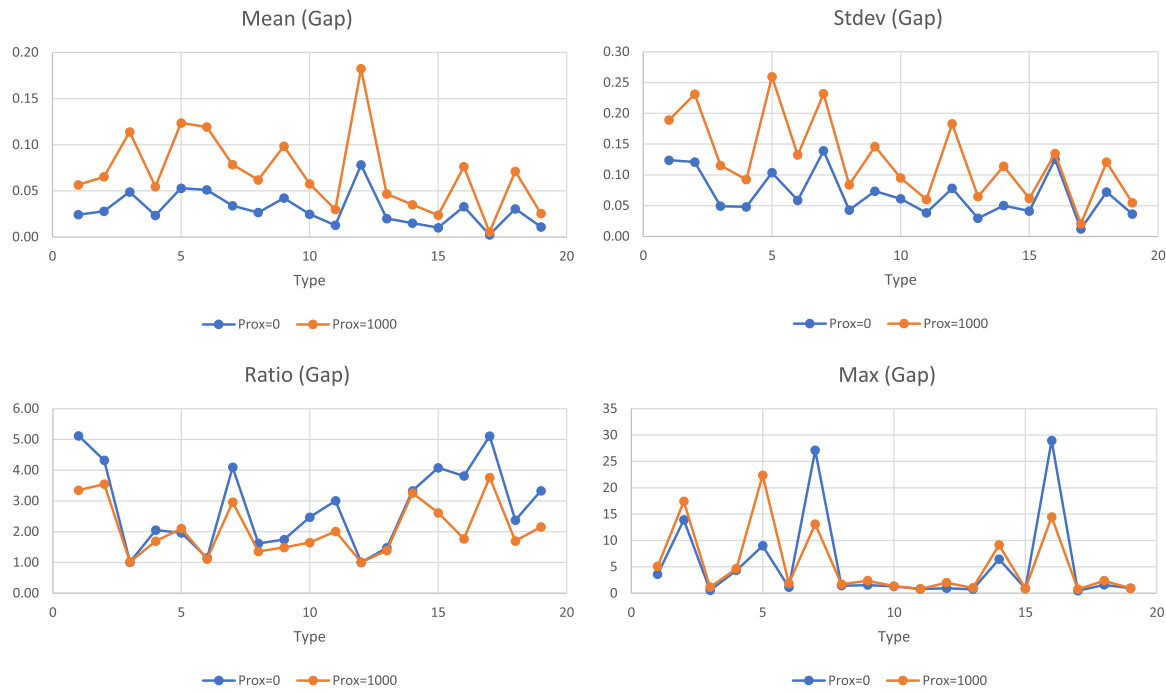 Mean (Gap)
0.20
0.15
0.10
0.05
0.00
0 5 10 15 20
Type
Prox=0 Prox=1000
Stdev (Gap)
0.30
0.25
0.20
0.15
0.10
0.05
0.00
0 5 10 15 20
Type
Prox=0 Prox=1000
Ratio (Gap)
6.00
5.00
4.00
3.00
2.00
1.00
0.00
0 5 10 15 20
Type
Prox=0 Prox=1000
Max (Gap)
35
30
25
20
15
10
5
0
0 5 10 15 20
Type
Prox=0 Prox=1000